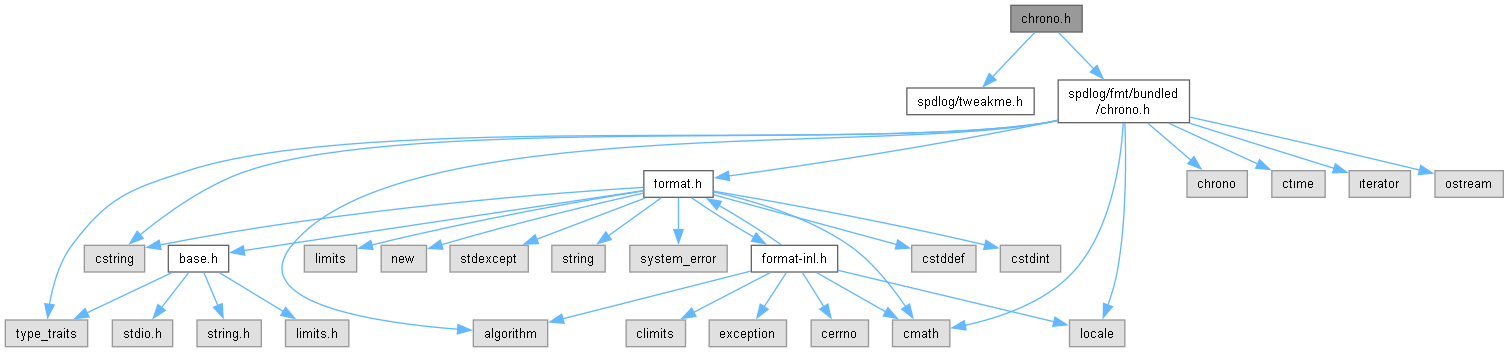 chrono.h
spdlog/tweakme.h
spdlog/fmt/bundled
/chrono.h
format.h
chrono
ctime
iterator
ostream
cstring
base.h
limits
new
stdexcept
string
system_error
format-inl.h
cstddef
cstdint
type_traits
stdio.h
string.h
limits.h
algorithm
climits
exception
cerrno
cmath
locale